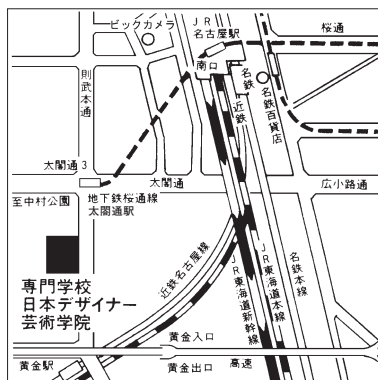 ビックカメラ
JR
名古屋駅
桜通
南口
名鉄
近鉄
名鉄百貨店
則武本通
太閤通3
太閤通
広小路通
至中村公園
地下鉄桜通線
太閤通駅
近鉄名古屋線
JR東海道新幹線
JR東海道本線
名鉄本線
専門学校
日本デザイナー
芸術学院
黄金入口
黄金駅
黄金出口
高速